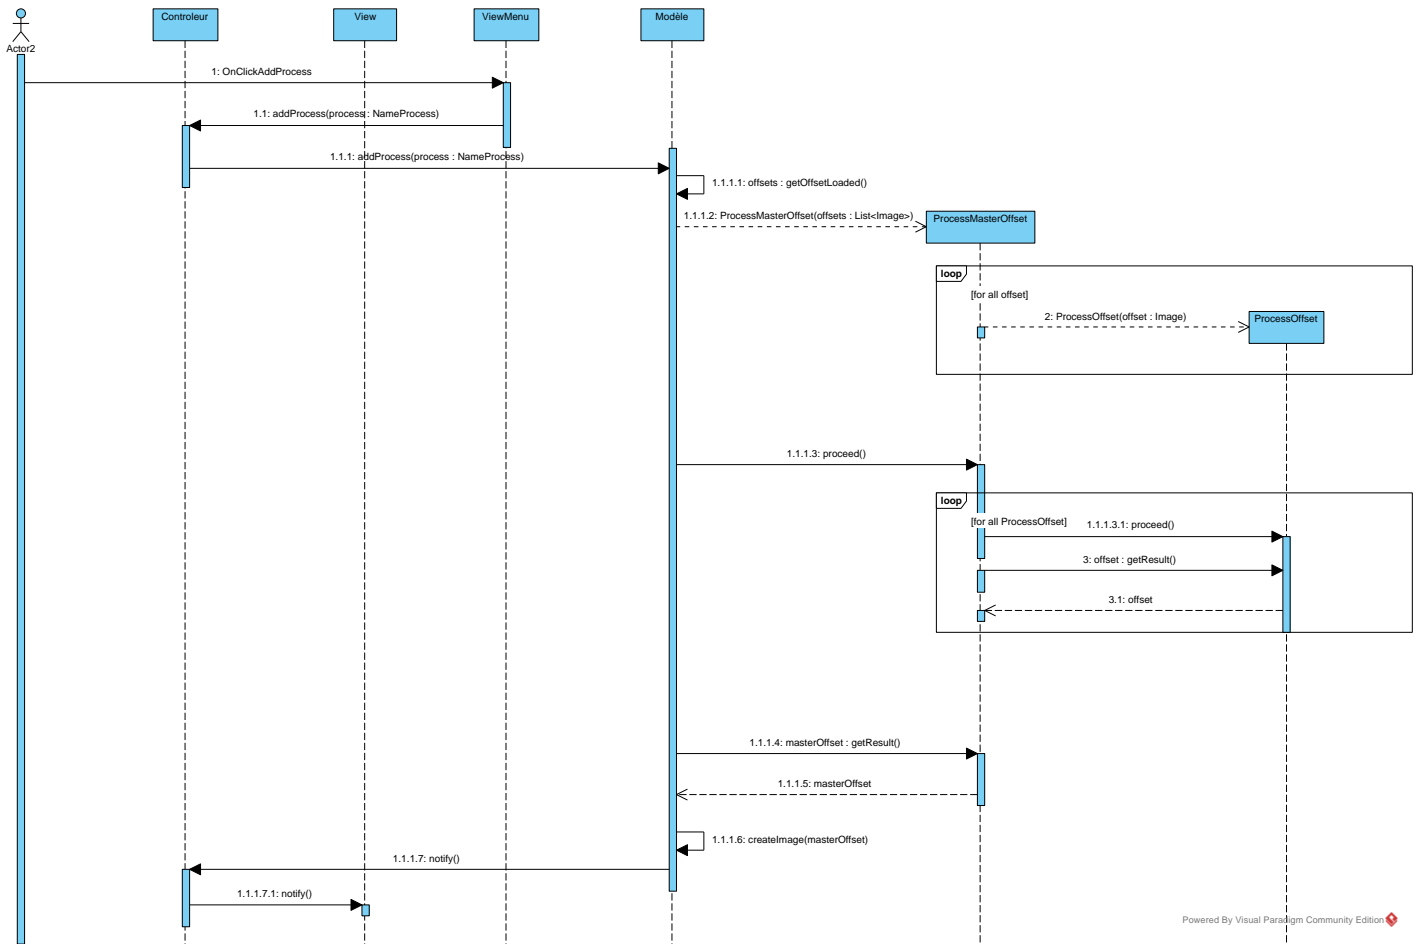 Actor2
Controleur
View
ViewMenu
Modèle
1: OnClickAddProcess
1.1: addProcess(process : NameProcess)
1.1.1: addProcess(process : NameProcess)
1.1.1.1: offsets : getOffsetLoaded()
1.1.1.2: ProcessMasterOffset(offsets : List<Image>)
ProcessMasterOffset
loop
[for all offset]
2: ProcessOffset(offset : Image)
ProcessOffset
1.1.1.3: proceed()
loop
[for all ProcessOffset]
1.1.1.3.1: proceed()
3: offset : getResult()
3.1: offset
1.1.1.4: masterOffset : getResult()
1.1.1.5: masterOffset
1.1.1.6: createImage(masterOffset)
1.1.1.7: notify()
1.1.1.7.1: notify()
Powered By Visual Paradigm Community Edition